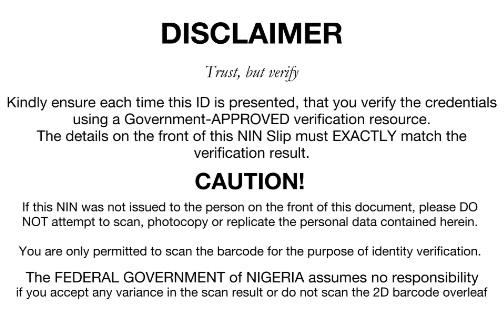 DISCLAIMER
Trust, but verify
Kindly ensure each time this ID is presented, that you verify the credentials
using a Government-APPROVED verification resource.
The details on the front of this NIN Slip must EXACTLY match the
verification result.
CAUTION!
If this NIN was not issued to the person on the front of this document, please DO
NOT attempt to scan, photocopy or replicate the personal data contained herein.
You are only permitted to scan the barcode for the purpose of identity verification.
The FEDERAL GOVERNMENT of NIGERIA assumes no responsibility
if you accept any variance in the scan result or do not scan the 2D barcode overleaf